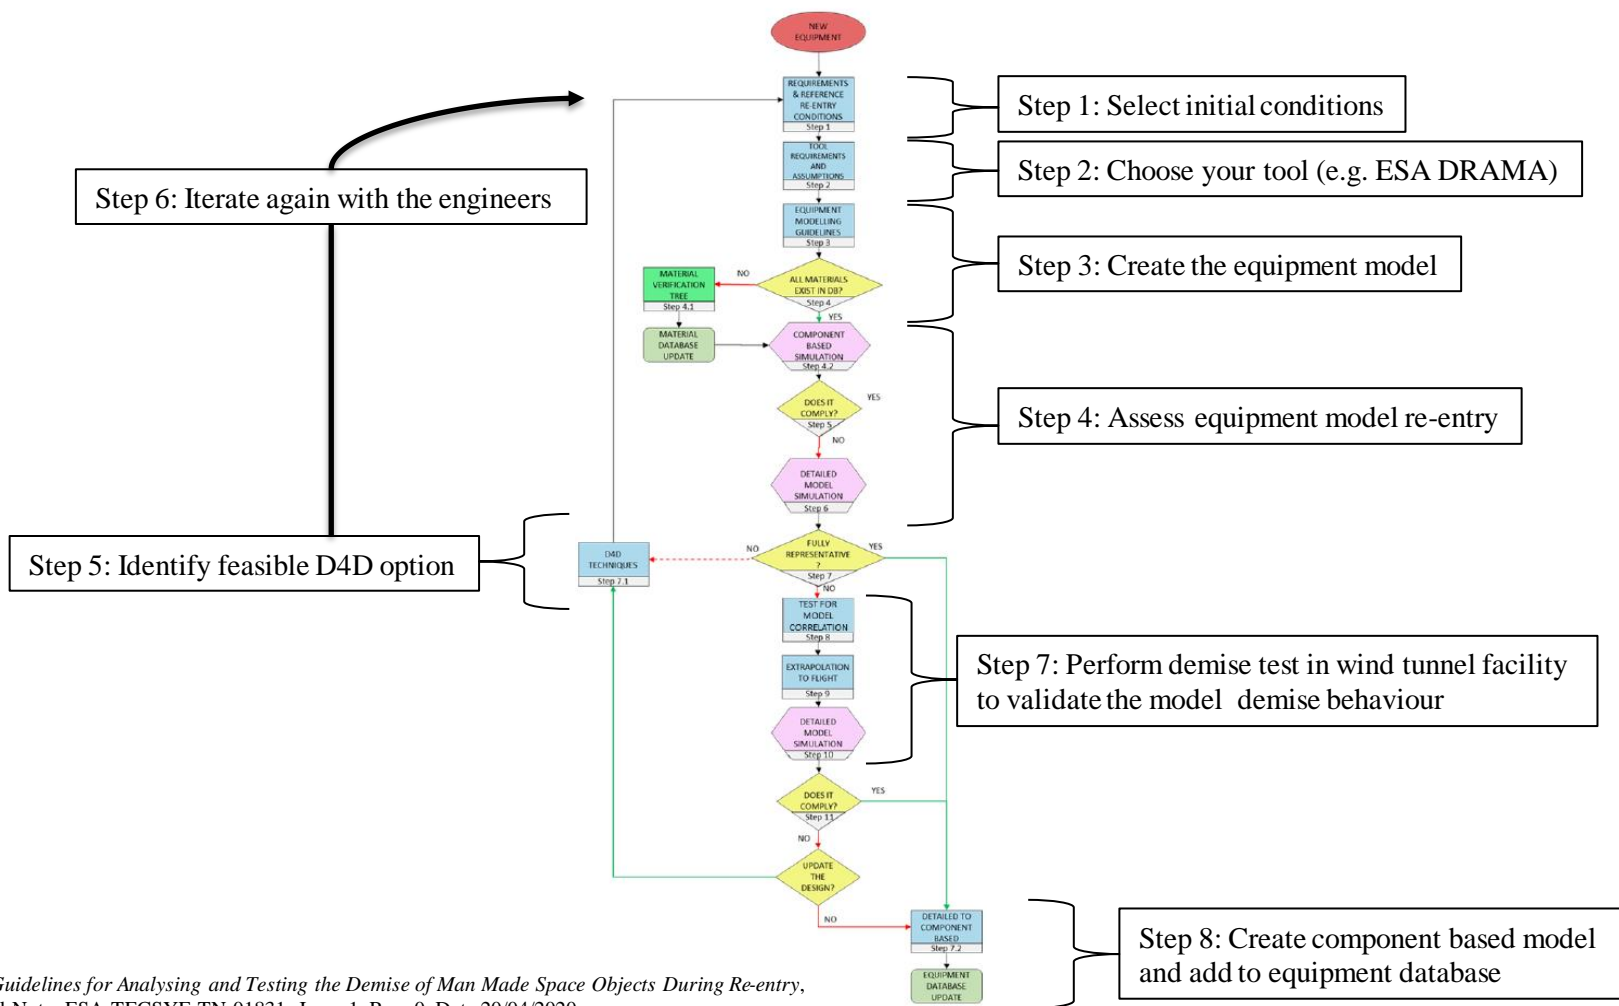 NEW
EQUIPMENT
REQUIREMENTS
& REFERENCE
RE-ENTRY
CONDITIONS
Step 1
Step 1: Select initial conditions
TOOL
REQUIREMENTS
AND
ASSUMPTIONS
Step 2
Step 2: Choose your tool (e.g. ESA DRAMA)
Step 6: Iterate again with the engineers
EQUIPMENT
MODELLING
GUIDELINES
Step 3
Step 3: Create the equipment model
MATERIAL
VERIFICATION
TREE
Step 4.1
NO
ALL MATERIALS
EXIST IN DB?
Step 4
YES
MATERIAL
DATABASE
UPDATE
COMPONENT
BASED
SIMULATION
Step 4.2
DOES IT
COMPLY?
Step 5
YES
NO
Step 4: Assess equipment model re-entry
DETAILED
MODEL
SIMULATION
Step 6
Step 5: Identify feasible D4D option
D4D
TECHNIQUES
Step 7.1
NO
FULLY
REPRESENTATIVE
?
Step 7
YES
NO
TEST FOR
MODEL
CORRELATION
Step 8
EXTRAPOLATION
TO FLIGHT
Step 9
DETAILED
MODEL
SIMULATION
Step 10
Step 7: Perform demise test in wind tunnel facility
to validate the model demise behaviour
DOES IT
COMPLY?
Step 11
YES
NO
UPDATE
THE
DESIGN?
NO
DETAILED TO
COMPONENT
BASED
Step 7.2
EQUIPMENT
DATABASE
UPDATE
Step 8: Create component based model
and add to equipment database
Guidelines for Analysing and Testing the Demise of Man Made Space Objects During Re-entry,